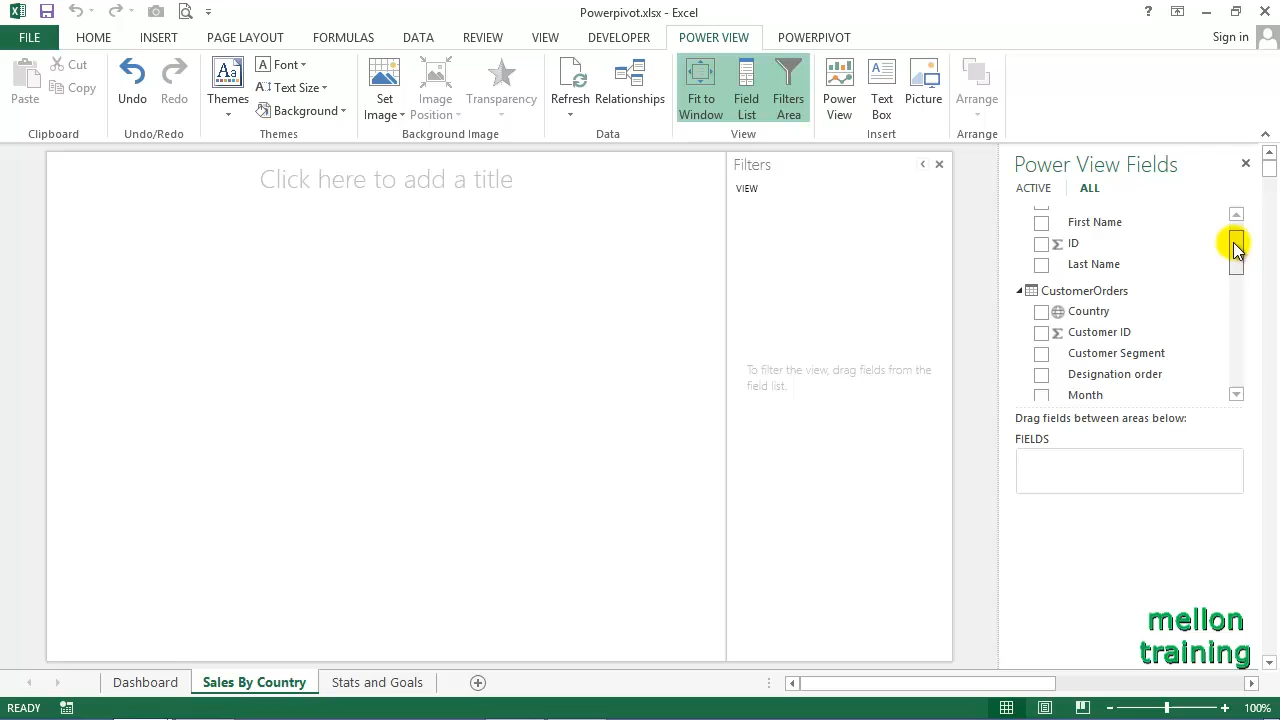 Powerpivot.xlsx - Excel
FILE
HOME
INSERT
PAGE LAYOUT
FORMULAS
DATA
REVIEW
VIEW
DEVELOPER
POWER VIEW
POWERPIVOT
Sign in
Paste
Cut
Copy
Clipboard
Undo
Redo
Undo/Redo
Themes
Font
Text Size
Background
Themes
Set Image
Image Position
Transparency
Background Image
Refresh
Relationships
Data
Fit to Window
Field List
Filters Area
View
Power View
Text Box
Picture
Insert
Arrange
Arrange
Click here to add a title
Filters
VIEW
To filter the view, drag fields from the
field list.
Power View Fields
ACTIVE
ALL
First Name
ID
Last Name
CustomerOrders
Country
Customer ID
Customer Segment
Designation order
Month
Drag fields between areas below:
FIELDS
mellon
training
Dashboard
Sales By Country
Stats and Goals
READY
100%